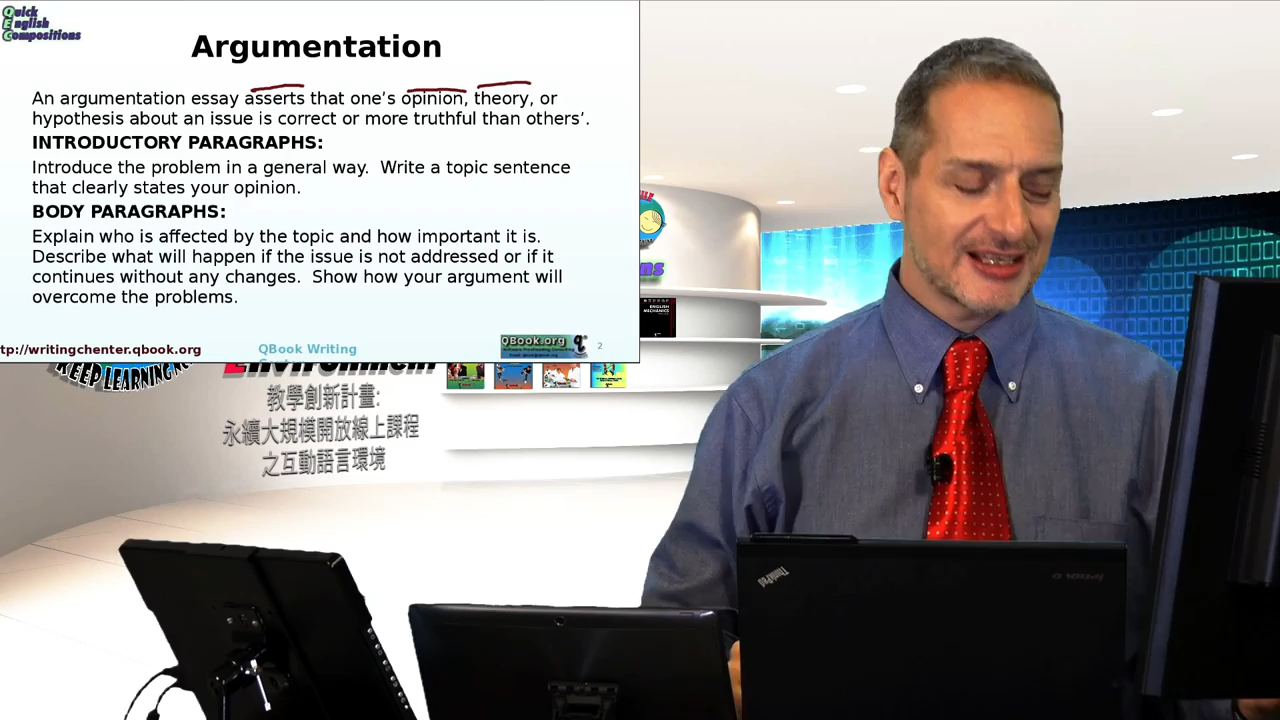 Quick
English
Compositions
Argumentation
An argumentation essay asserts that one's opinion, theory, or
hypothesis about an issue is correct or more truthful than others'.
INTRODUCTORY PARAGRAPHS:
Introduce the problem in a general way. Write a topic sentence
that clearly states your opinion.
BODY PARAGRAPHS:
Explain who is affected by the topic and how important it is.
Describe what will happen if the issue is not addressed or if it
continues without any changes. Show how your argument will
overcome the problems.
tp://writingchenter.qbook.org
QBook Writing
QBook.org
2
KEEP LEARNING
Environment
教學創新計畫:
永續大規模開放線上課程
之互動語言環境
ENGLISH
MECHANICS
ThinkPad